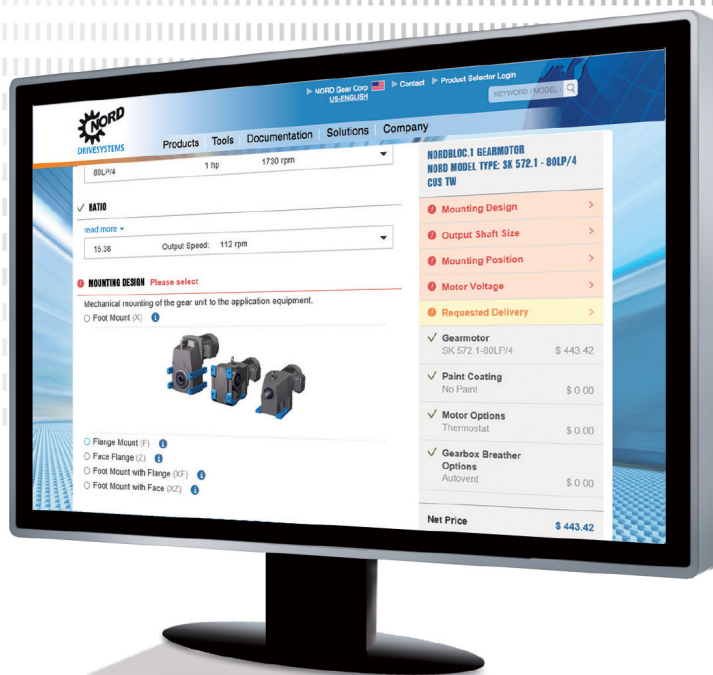 NORD Gear Corp Contact Product Selector Login
US-ENGLISH
KEYWORD / MODEL
NORD
DRIVESYSTEMS
Products Tools Documentation Solutions Company
80LP/4 1 hp 1730 rpm
RATIO
read more
15.38 Output Speed: 112 rpm
MOUNTING DESIGN Please select
Mechanical mounting of the gear unit to the application equipment.
Foot Mount (X)
Flange Mount (F)
Face Flange (Z)
Foot Mount with Flange (XF)
Foot Mount with Face (XZ)
NORDBLOC.1 GEARMOTOR
NORD MODEL TYPE: SK 572.1 - 80LP/4
CUS TW
Mounting Design
Output Shaft Size
Mounting Position
Motor Voltage
Requested Delivery
Gearmotor
SK 572.1-80LP/4 $ 443.42
Paint Coating
No Paint $ 0.00
Motor Options
Thermostat $ 0.00
Gearbox Breather
Options
Autovent $ 0.00
Net Price $ 443.42